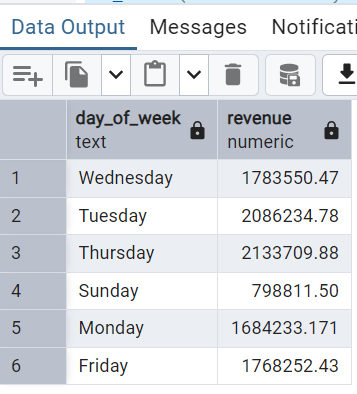 Data Output Messages Notificati
day_of_week revenue
text numeric
1 Wednesday 1783550.47
2 Tuesday 2086234.78
3 Thursday 2133709.88
4 Sunday 798811.50
5 Monday 1684233.171
6 Friday 1768252.43